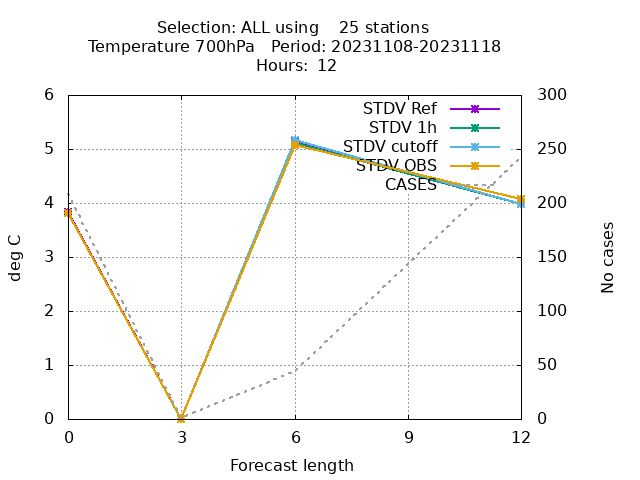 Selection: ALL using    25 stations
Temperature 700hPa   Period: 20231108-20231118
Hours: 12
6
5
4
3
2
1
0
300
250
200
150
100
50
0
STDV Ref
STDV 1h
STDV cutoff
STDV OBS
CASES
deg C
No cases
0
3
6
9
12
Forecast length